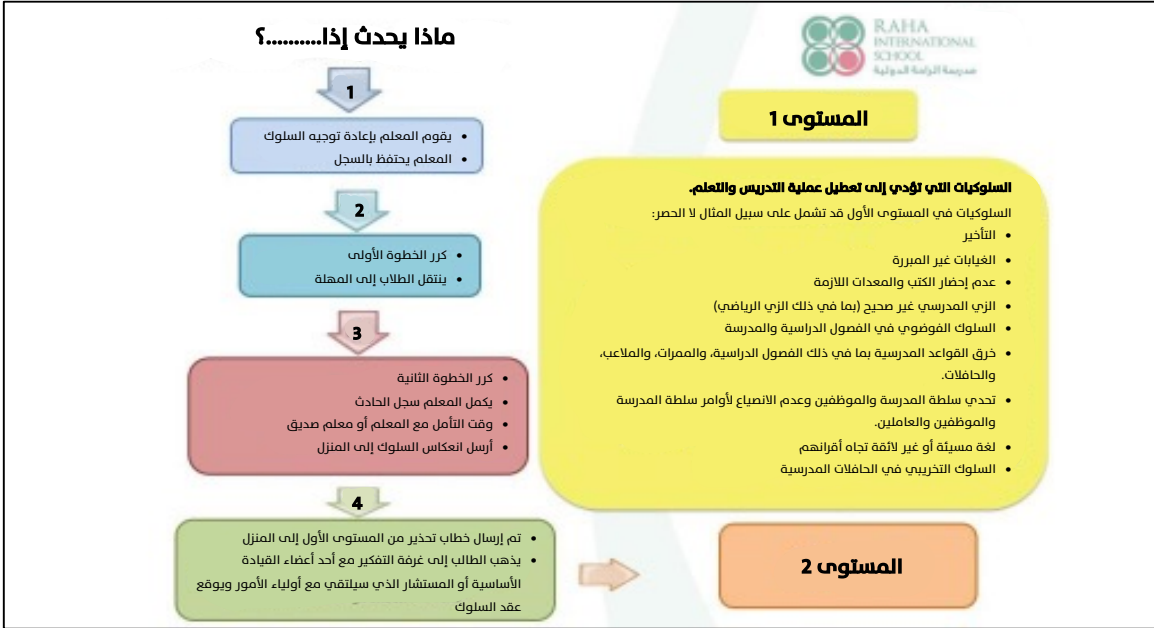 ماذا يحدث إذا..........؟
1
يقوم المعلم بإعادة توجيه السلوك
المعلم يحتفظ بالسجل
2
كرر الخطوة الأولى
ينتقل الطلاب إلى المهلة
3
كرر الخطوة الثانية
يكمل المعلم سجل الحادث
وقت التأمل مع المعلم أو معلم صديق
أرسل انعكاس السلوك إلى المنزل
4
تم إرسال خطاب تحذير من المستوى الأول إلى المنزل
يذهب الطالب إلى غرفة التفكير مع أحد أعضاء القيادة
الأساسية أو المستشار الذي سيلتقي مع أولياء الأمور ويوقع
عقد السلوك
RAHA
INTERNATIONAL
SCHOOL
مدرسة الراحة الدولية
المستوى 1
السلوكيات التي تؤدي إلى تعطيل عملية التدريس والتعلم.
السلوكيات في المستوى الأول قد تشمل على سبيل المثال لا الحصر:
التأخير
الغيابات غير المبررة
عدم إحضار الكتب والمعدات اللازمة
الزي المدرسي غير صحيح (بما في ذلك الزي الرياضي)
السلوك الفوضوي في الفصول الدراسية والمدرسة
خرق القواعد المدرسية بما في ذلك الفصول الدراسية، والممرات، والملاعب،
والحافلات.
تحدي سلطة المدرسة والموظفين وعدم الانصياع لأوامر سلطة المدرسة
والموظفين والعاملين.
لغة مسيئة أو غير لائقة تجاه أقرانهم
السلوك التخريبي في الحافلات المدرسية
المستوى 2